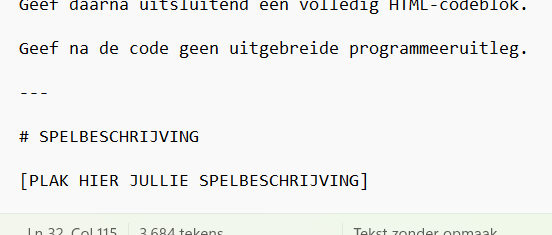 Geef daarna uitsluitend één volledig HTML-codeblok.
Geef na de code geen uitgebreide programmeeruitleg.
---
# SPELBESCHRIJVING
[PLAK HIER JULLIE SPELBESCHRIJVING]
Ln 32, Col 115 3.684 tekens Tekst zonder opmaak